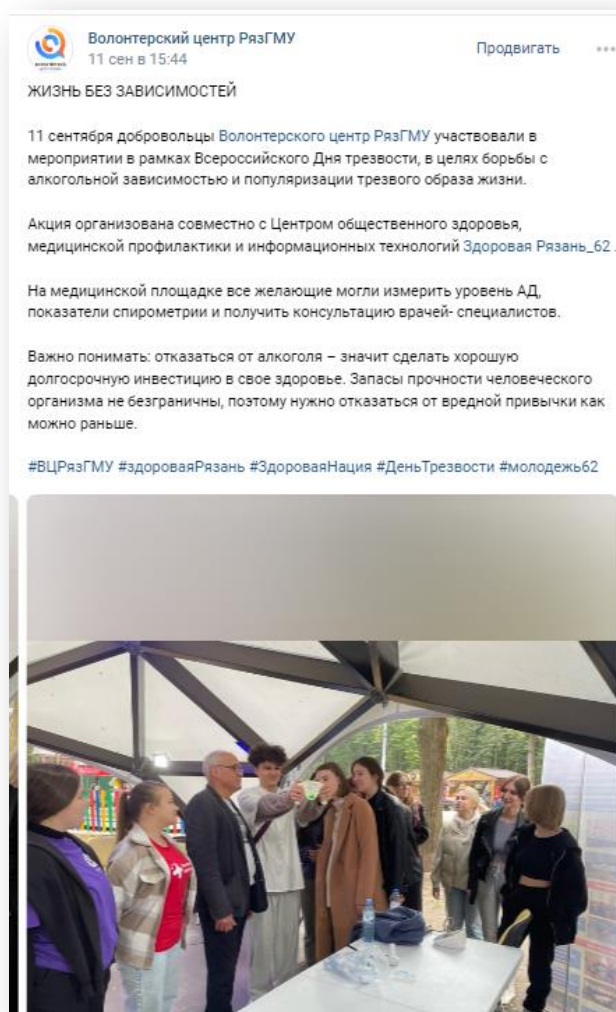 Волонтерский центр РязГМУ
11 сен в 15:44
Продвигать
ЖИЗНЬ БЕЗ ЗАВИСИМОСТЕЙ
11 сентября добровольцы Волонтерского центр РязГМУ участвовали в
мероприятии в рамках Всероссийского Дня трезвости, в целях борьбы с
алкогольной зависимостью и популяризации трезвого образа жизни.
Акция организована совместно с Центром общественного здоровья,
медицинской профилактики и информационных технологий Здоровая Рязань_62 .
На медицинской площадке все желающие могли измерить уровень АД,
показатели спирометрии и получить консультацию врачей- специалистов.
Важно понимать: отказаться от алкоголя – значит сделать хорошую
долгосрочную инвестицию в свое здоровье. Запасы прочности человеческого
организма не безграничны, поэтому нужно отказаться от вредной привычки как
можно раньше.
#ВЦРязГМУ #здороваяРязань #ЗдороваяНация #ДеньТрезвости #молодежь62